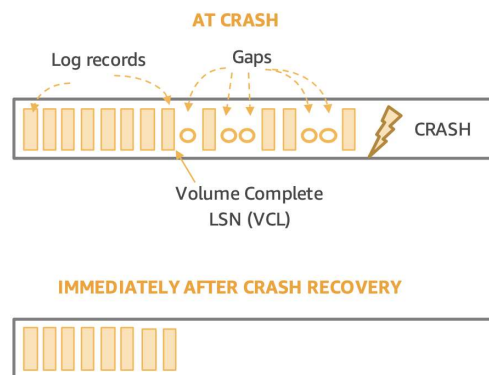 AT CRASH
Log records
Gaps
CRASH
Volume Complete
LSN (VCL)
IMMEDIATELY AFTER CRASH RECOVERY